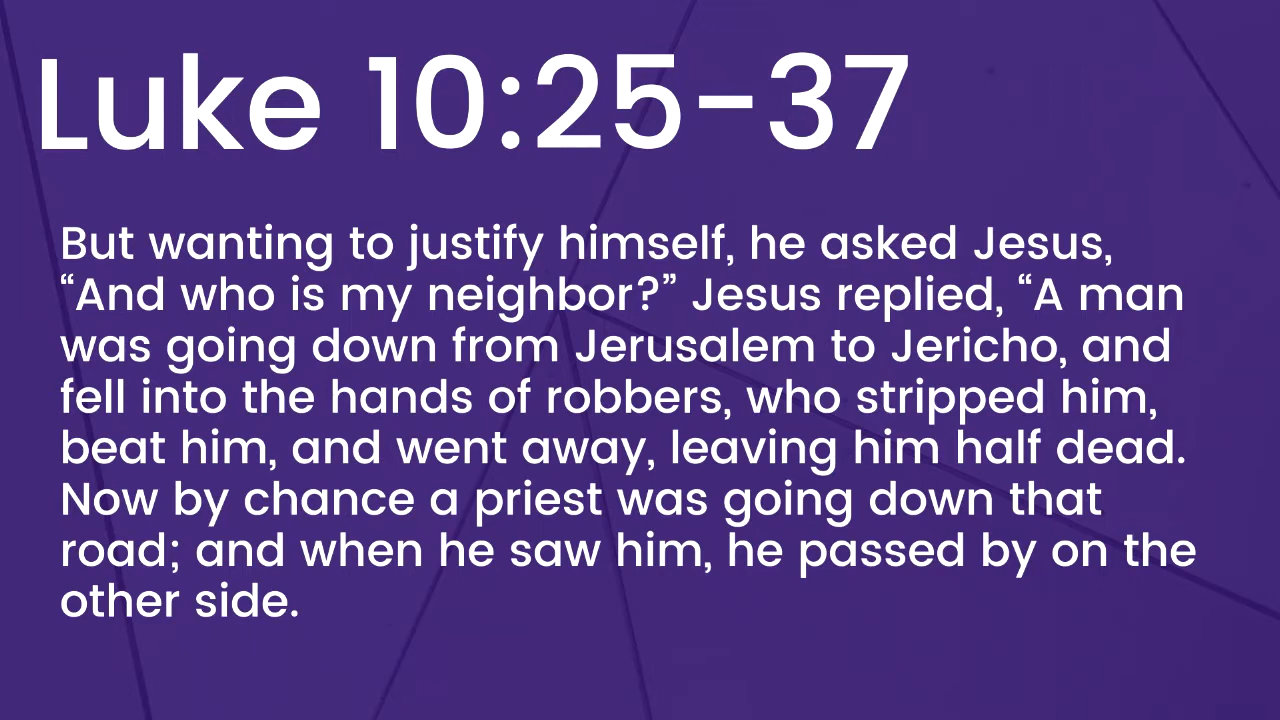 Luke 10:25-37
But wanting to justify himself, he asked Jesus,
“And who is my neighbor?” Jesus replied, “A man
was going down from Jerusalem to Jericho, and
fell into the hands of robbers, who stripped him,
beat him, and went away, leaving him half dead.
Now by chance a priest was going down that
road; and when he saw him, he passed by on the
other side.